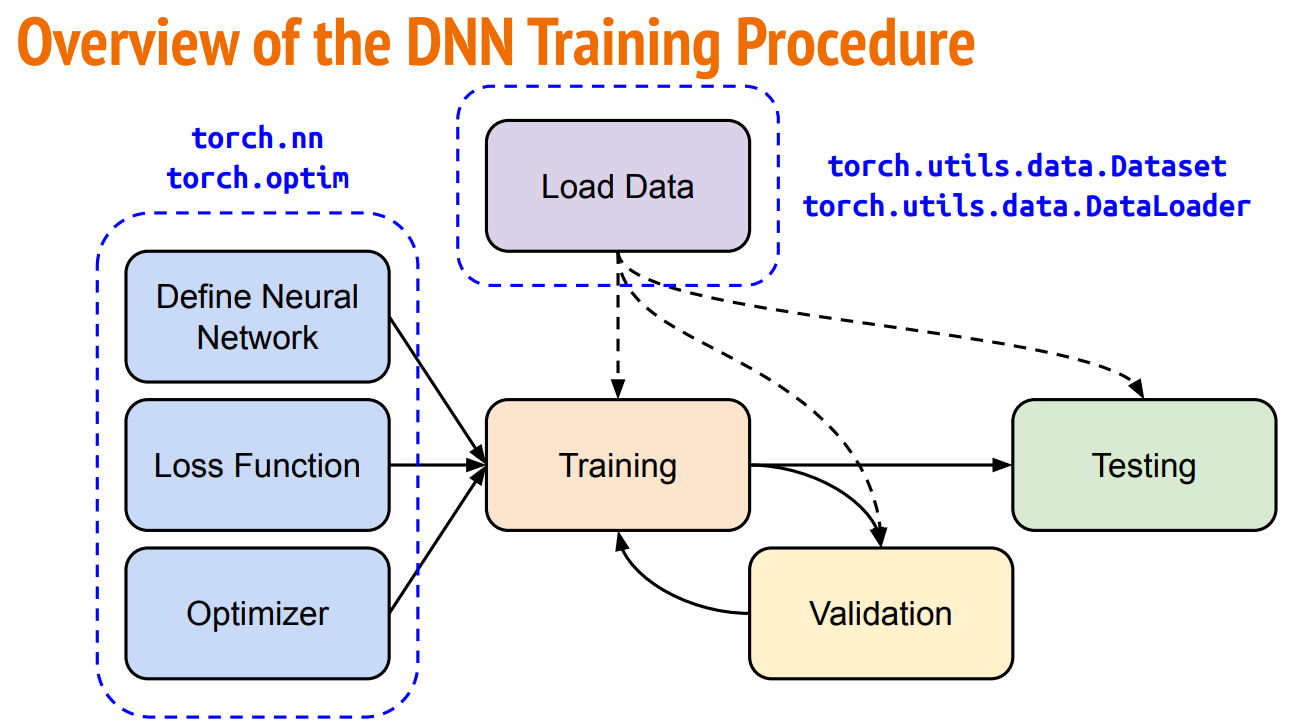 Overview of the DNN Training Procedure
torch.nn
torch.optim
Load Data
torch.utils.data.Dataset
torch.utils.data.DataLoader
Define Neural
Network
Loss Function
Training
Testing
Optimizer
Validation